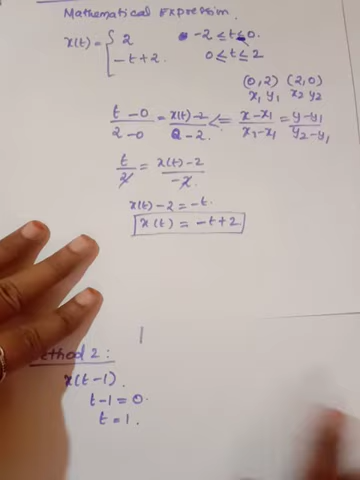 Mathematical Expression.
x(t) = { 2 -2 ≤ t ≤ 0.
-t+2. 0 ≤ t ≤ 2
(0,2) (2,0)
x₁ y₁ x₂ y₂
t-0/2-0 = x(t)-2/0-2. <= x-x₁/x₂-x₁ = y-y₁/y₂-y₁
t/2 = x(t)-2/-2.
x(t)-2 = -t.
x(t) = -t+2
ethod 2:
x(t-1).
t-1 = 0.
t = 1.